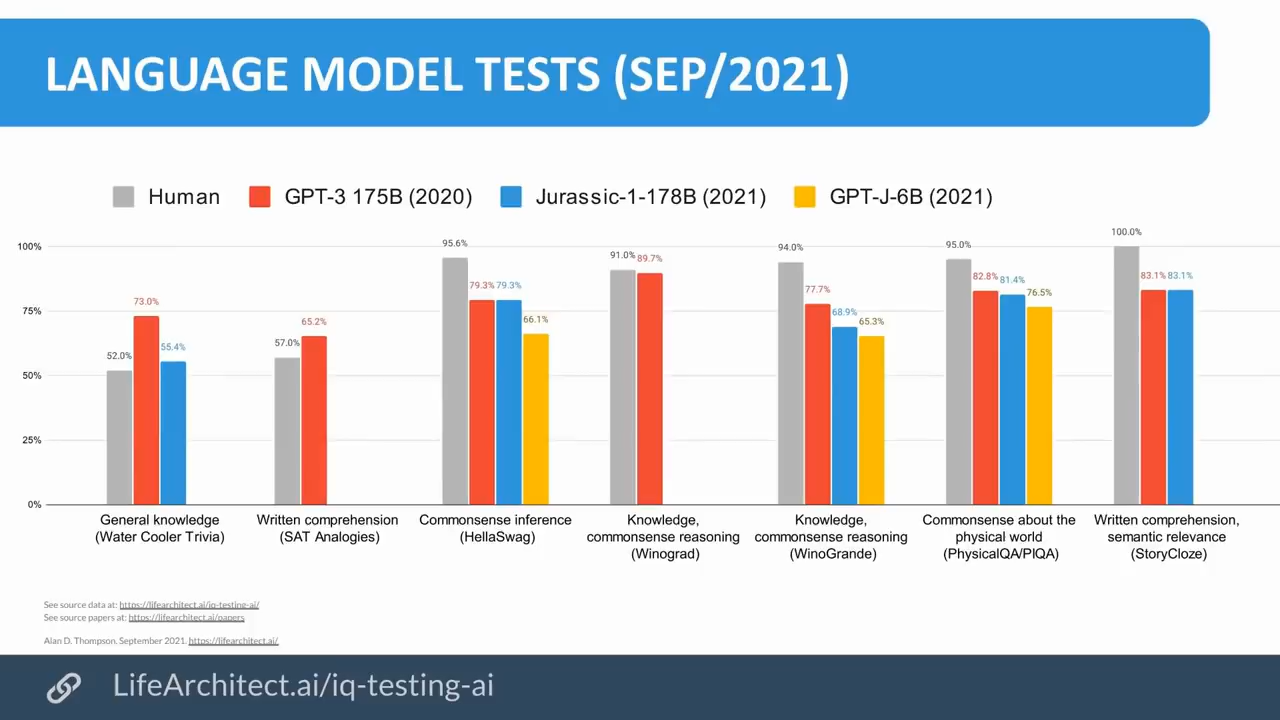 LANGUAGE MODEL TESTS (SEP/2021)
Human GPT-3 175B (2020) Jurassic-1-178B (2021) GPT-J-6B (2021)
100%
75%
50%
25%
0%
52.0% 73.0% 55.4%
57.0% 65.2%
95.6% 79.3% 79.3% 66.1%
91.0% 89.7%
94.0% 77.7% 68.9% 65.3%
95.0% 82.8% 81.4% 76.5%
100.0% 83.1% 83.1%
General knowledge
(Water Cooler Trivia)
Written comprehension
(SAT Analogies)
Commonsense inference
(HellaSwag)
Knowledge,
commonsense reasoning
(Winograd)
Knowledge,
commonsense reasoning
(WinoGrande)
Commonsense about the
physical world
(PhysicalQA/PIQA)
Written comprehension,
semantic relevance
(StoryCloze)
See source data at: https://lifearchitect.ai/iq-testing-ai/
See source papers at: https://lifearchitect.ai/papers
Alan D. Thompson. September 2021. https://lifearchitect.ai/
LifeArchitect.ai/iq-testing-ai